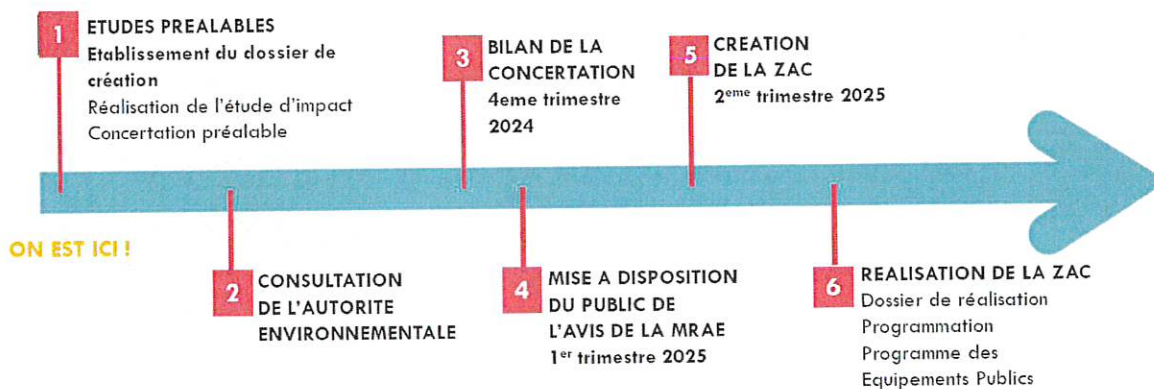 1
ETUDES PREALABLES
Etablissement du dossier de
création
Réalisation de l'étude d'impact
Concertation préalable
3
BILAN DE LA
CONCERTATION
4eme trimestre
2024
5
CREATION
DE LA ZAC
2eme trimestre 2025
ON EST ICI !
2
CONSULTATION
DE L'AUTORITE
ENVIRONNEMENTALE
4
MISE A DISPOSITION
DU PUBLIC DE
L'AVIS DE LA MRAE
1er trimestre 2025
6
REALISATION DE LA ZAC
Dossier de réalisation
Programmation
Programme des
Equipements Publics